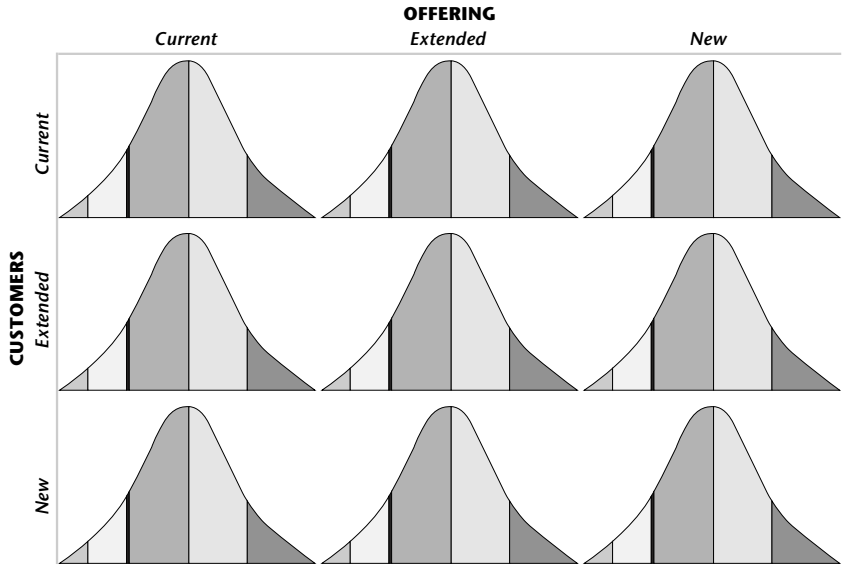 OFFERING
Current Extended New
Current
CUSTOMERS
Extended
New